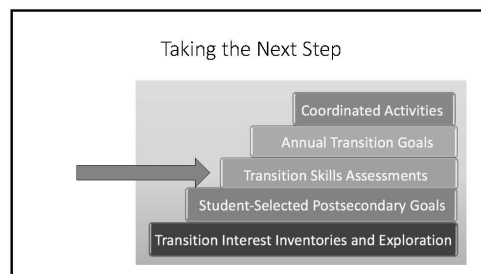 Taking the Next Step
Coordinated Activities
Annual Transition Goals
Transition Skills Assessments
Student-Selected Postsecondary Goals
Transition Interest Inventories and Exploration